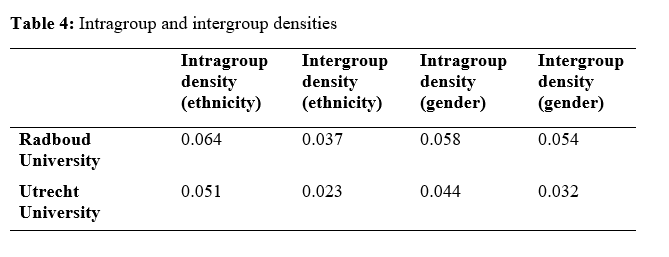 Table 4: Intragroup and intergroup densities
Intragroup density (ethnicity) Intergroup density (ethnicity) Intragroup density (gender) Intergroup density (gender)
Radboud University 0.064 0.037 0.058 0.054
Utrecht University 0.051 0.023 0.044 0.032